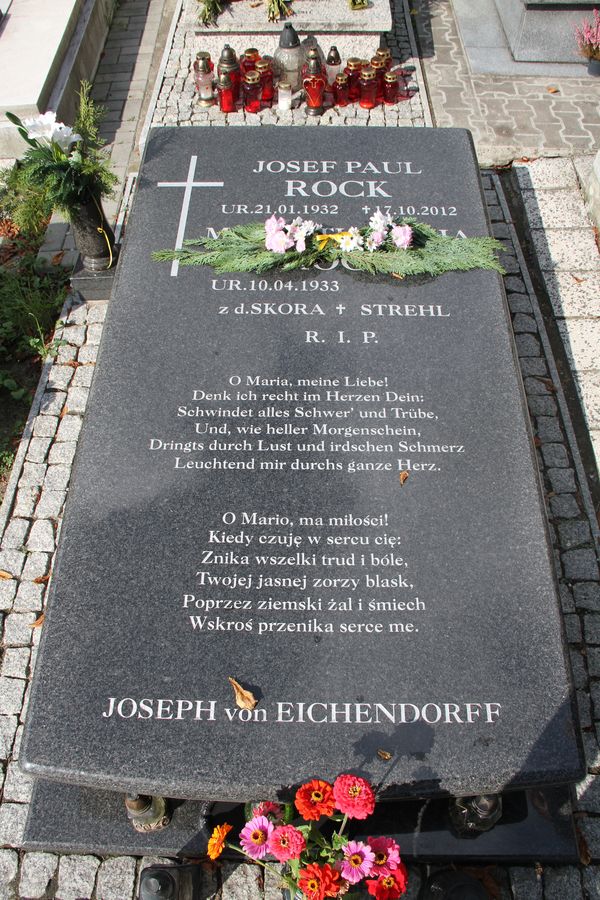 JOSEF PAUL
ROCK
UR.21.01.1932 ✝17.10.2012
UR.10.04.1933
z d.SKORA ✝ STREHL
R. I. P.
O Maria, meine Liebe!
Denk ich recht im Herzen Dein:
Schwindet alles Schwer' und Trübe,
Und, wie heller Morgenschein,
Dringts durch Lust und irdschen Schmerz
Leuchtend mir durchs ganze Herz.
O Mario, ma miłości!
Kiedy czuję w sercu cię:
Znika wszelki trud i bóle,
Twojej jasnej zorzy blask,
Poprzez ziemski żal i śmiech
Wskroś przenika serce me.
JOSEPH von EICHENDORFF